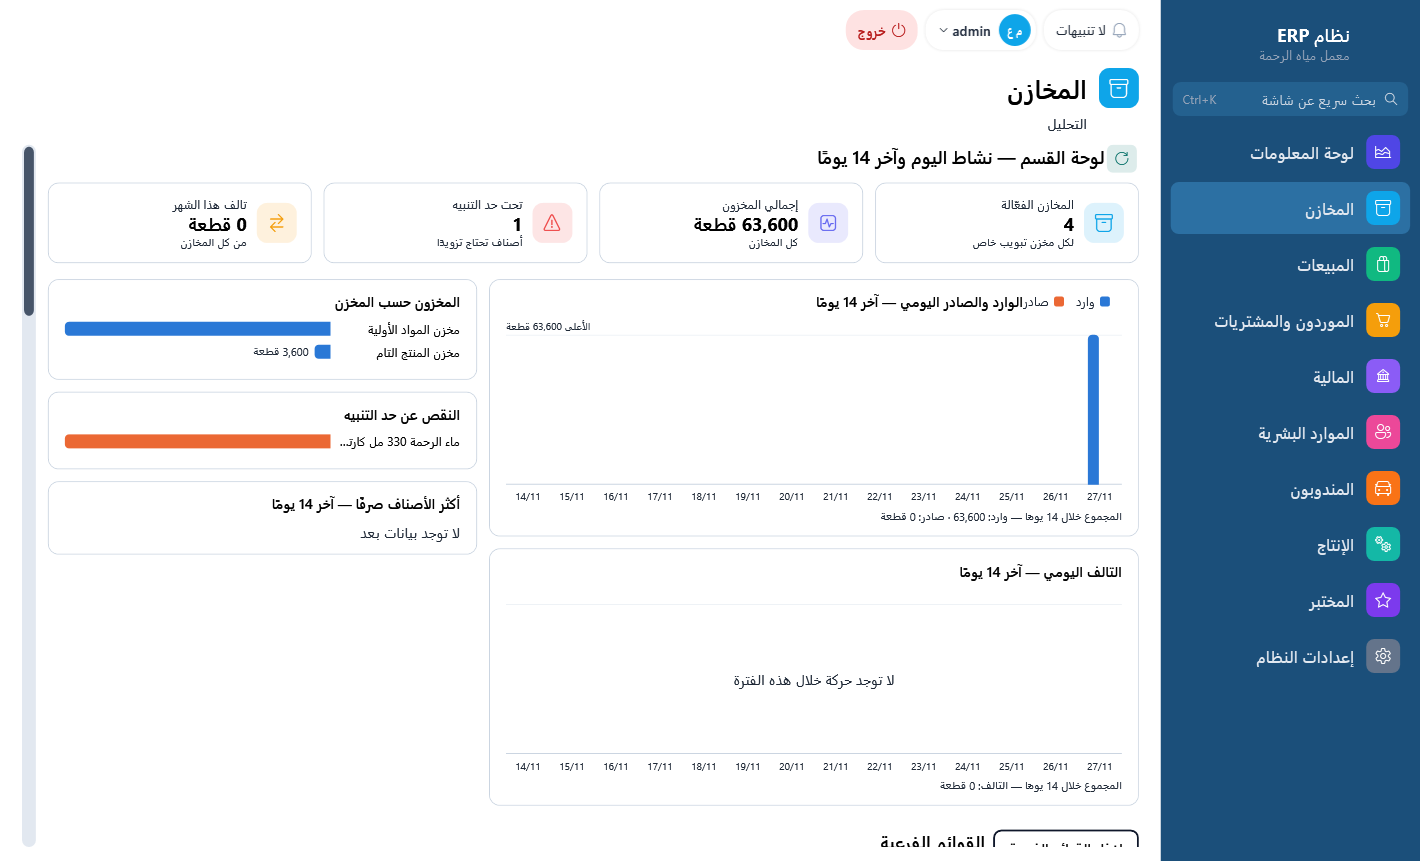 نظام ERP
معمل مياه الرحمة
بحث سريع عن شاشة
Ctrl+K
لوحة المعلومات
المخازن
المبيعات
الموردون والمشتريات
المالية
الموارد البشرية
المندوبون
الإنتاج
المختبر
إعدادات النظام
لا تنبيهات
م ع admin
خروج
المخازن
التحليل
لوحة القسم — نشاط اليوم وآخر 14 يومًا
المخازن الفعّالة
4
لكل مخزن تبويب خاص
إجمالي المخزون
63,600 قطعة
كل المخازن
تحت حد التنبيه
1
أصناف تحتاج تزويدًا
تالف هذا الشهر
0 قطعة
من كل المخازن
الوارد والصادر اليومي — آخر 14 يومًا
صادر
وارد
الأعلى 63,600 قطعة
14/11 15/11 16/11 17/11 18/11 19/11 20/11 21/11 22/11 23/11 24/11 25/11 26/11 27/11
المجموع خلال 14 يومًا — وارد: 63,600 · صادر: 0 قطعة
المخزون حسب المخزن
مخزن المواد الأولية
مخزن المنتج التام
3,600 قطعة
النقص عن حد التنبيه
ماء الرحمة 330 مل كارتـ...
أكثر الأصناف صرفًا — آخر 14 يومًا
لا توجد بيانات بعد
التالف اليومي — آخر 14 يومًا
لا توجد حركة خلال هذه الفترة
14/11 15/11 16/11 17/11 18/11 19/11 20/11 21/11 22/11 23/11 24/11 25/11 26/11 27/11
المجموع خلال 14 يومًا — التالف: 0 قطعة
القوائم الفرعية